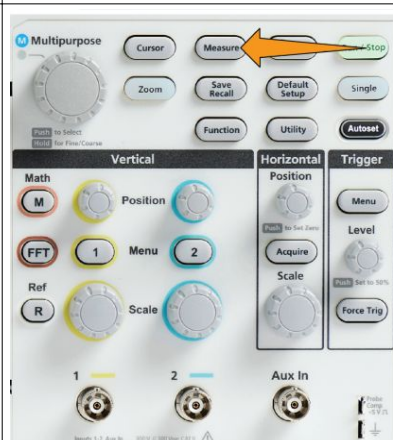 M Multipurpose
Cursor
Measure
Stop
Zoom
Save
Recall
Default
Setup
Single
Push to Select
Hold for Fine/Coarse
Function
Utility
Autoset
Vertical
Horizontal
Trigger
Math
M
Position
Position
Push to Set Zero
Menu
Level
Push Set to 50%
FFT
1
Menu
2
Acquire
Ref
R
Scale
Scale
Force Trig
1
2
Aux In
Probe
Comp